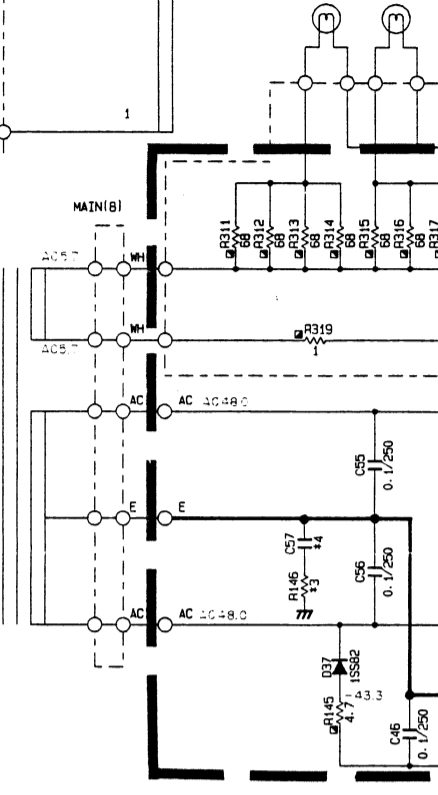 1
MAIN(8)
AC5.7
WH
R311
68
R312
68
R313
68
R314
68
R315
68
R316
68
R317
WH
AC5.7
R319
1
AC
AC
AC48.0
C55
0.1/250
E
E
C57
*4
R146
*3
C56
0.1/250
AC
AC
AC48.0
D37
1SS82
R145
4.7
-43.3
C46
0.1/250